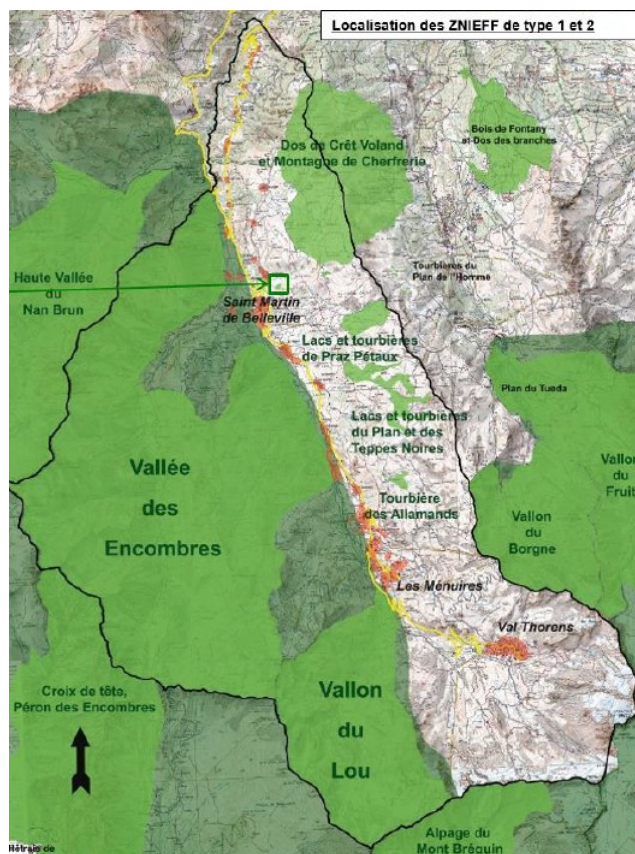 Localisation des ZNIEFF de type 1 et 2
Dos de Crêt Voland
et Montagne de Cherferie
Bois de Fontany
et Dos des branches
Haute Vallée
du
Nan Brun
Tourbières du
Plan de l'Homme
Saint Martin
de Belleville
Lacs et tourbières
de Praz Pétaux
Plan du Tueda
Lacs et tourbières
du Plan et des
Teppes Noires
Vallée
des
Encombres
Vallon
du
Fruit
Tourbière
des Allamands
Vallon
du
Borgne
Les Ménuires
Val Thorens
Croix de tête,
Péron des Encombres
Vallon
du
Lou
Alpage du
Mont Bréquin